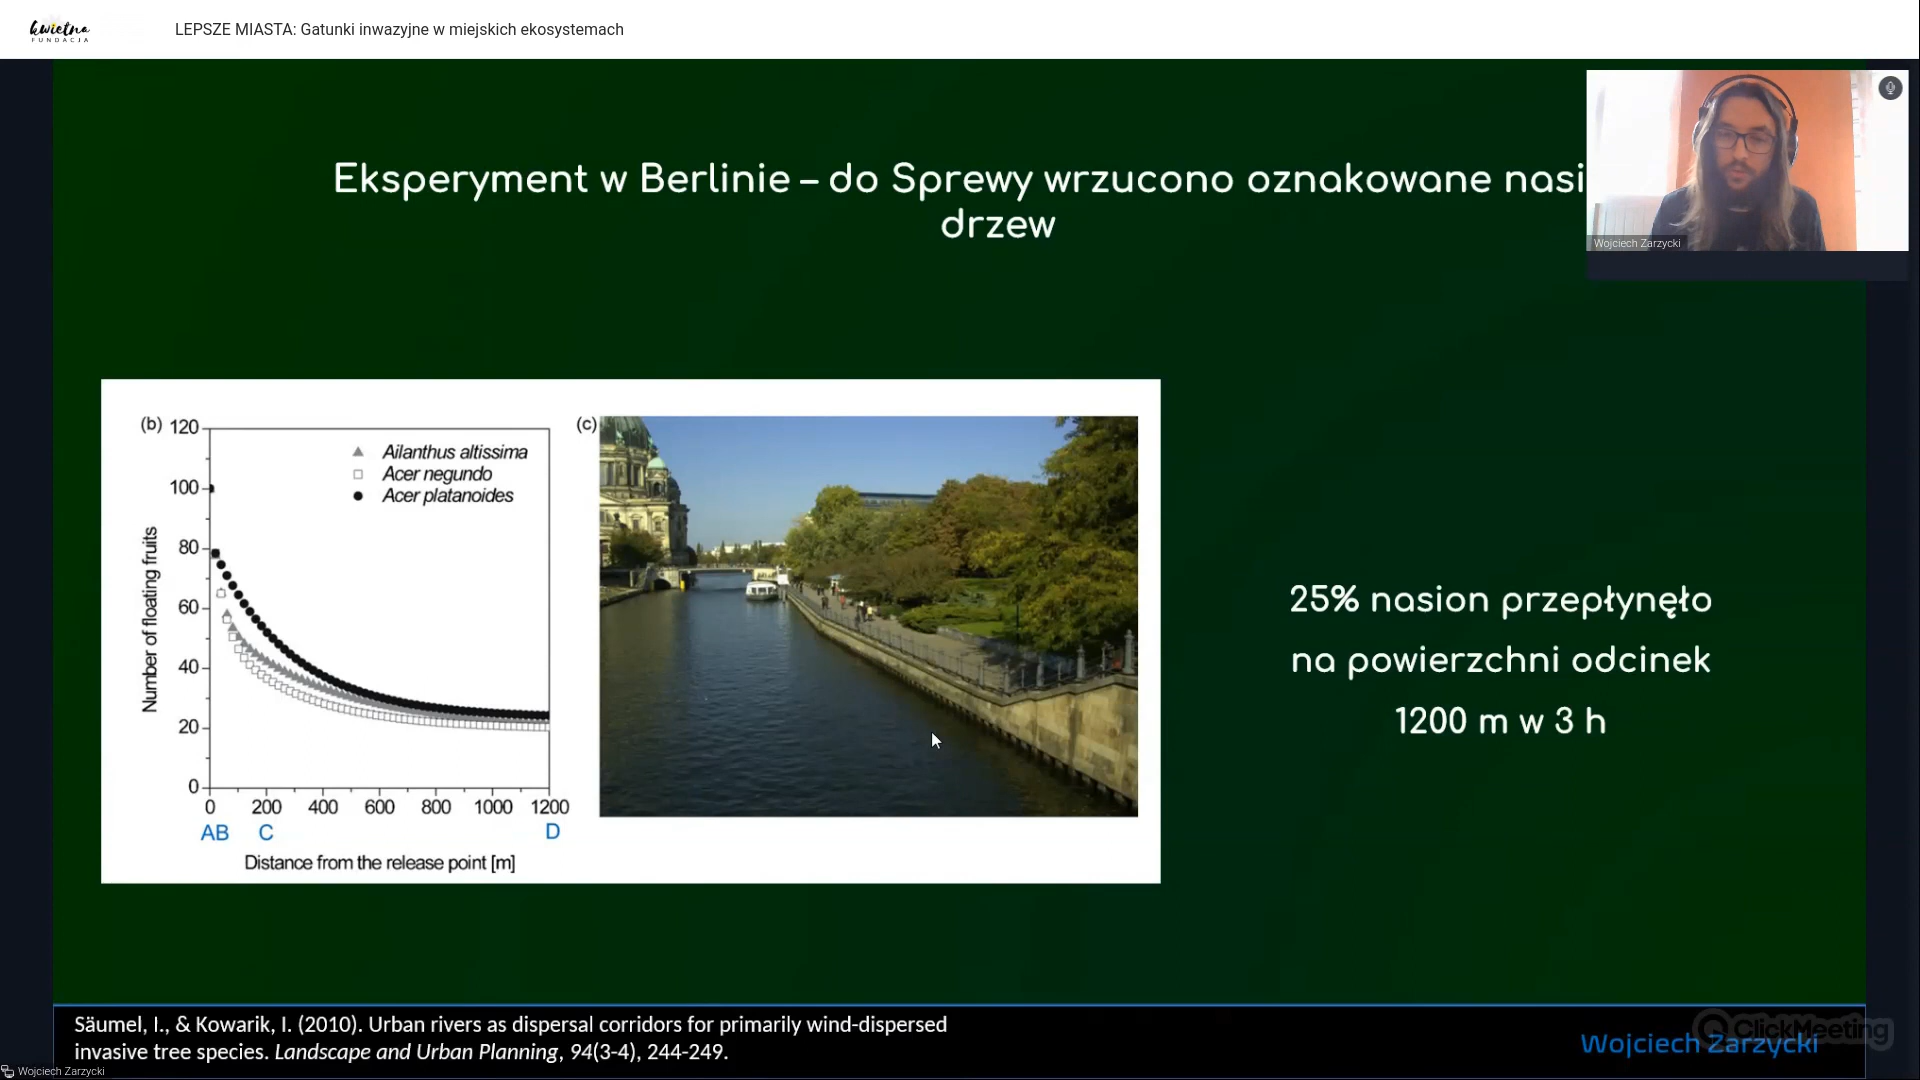 kwietna
FUNDACJA
LEPSZE MIASTA: Gatunki inwazyjne w miejskich ekosystemach
Eksperyment w Berlinie – do Sprewy wrzucono oznakowane nasi
drzew
Wojciech Zarzycki
(b)
120
100
80
60
40
20
0
Number of floating fruits
Ailanthus altissima
Acer negundo
Acer platanoides
0 200 400 600 800 1000 1200
AB C D
Distance from the release point [m]
(c)
25% nasion przepłynęło
na powierzchni odcinek
1200 m w 3 h
Säumel, I., & Kowarik, I. (2010). Urban rivers as dispersal corridors for primarily wind-dispersed
invasive tree species. Landscape and Urban Planning, 94(3-4), 244-249.
Wojciech Zarzycki
ClickMeeting
Wojciech Zarzycki